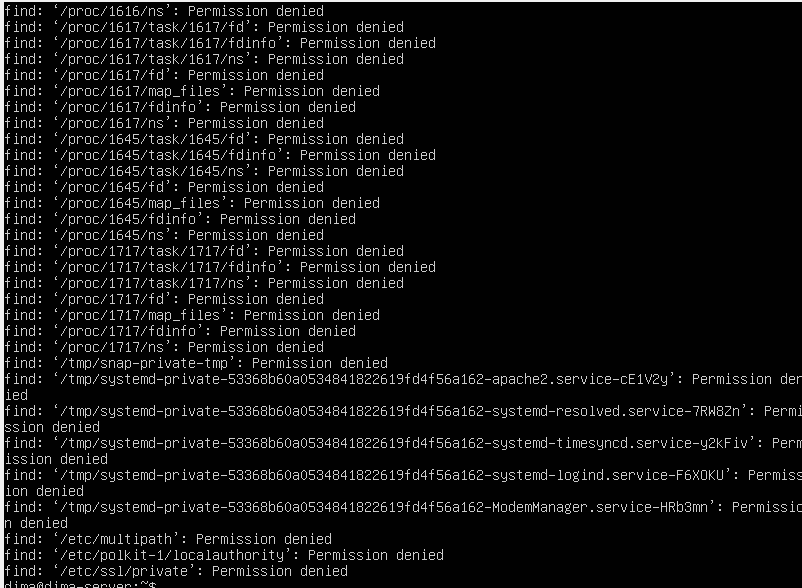 find: ‘/proc/1616/ns’: Permission denied
find: ‘/proc/1617/task/1617/fd’: Permission denied
find: ‘/proc/1617/task/1617/fdinfo’: Permission denied
find: ‘/proc/1617/task/1617/ns’: Permission denied
find: ‘/proc/1617/fd’: Permission denied
find: ‘/proc/1617/map_files’: Permission denied
find: ‘/proc/1617/fdinfo’: Permission denied
find: ‘/proc/1617/ns’: Permission denied
find: ‘/proc/1645/task/1645/fd’: Permission denied
find: ‘/proc/1645/task/1645/fdinfo’: Permission denied
find: ‘/proc/1645/task/1645/ns’: Permission denied
find: ‘/proc/1645/fd’: Permission denied
find: ‘/proc/1645/map_files’: Permission denied
find: ‘/proc/1645/fdinfo’: Permission denied
find: ‘/proc/1645/ns’: Permission denied
find: ‘/proc/1717/task/1717/fd’: Permission denied
find: ‘/proc/1717/task/1717/fdinfo’: Permission denied
find: ‘/proc/1717/task/1717/ns’: Permission denied
find: ‘/proc/1717/fd’: Permission denied
find: ‘/proc/1717/map_files’: Permission denied
find: ‘/proc/1717/fdinfo’: Permission denied
find: ‘/proc/1717/ns’: Permission denied
find: ‘/tmp/snap-private-tmp’: Permission denied
find: ‘/tmp/systemd-private-53368b60a0534841822619fd4f56a162-apache2.service-cE1V2y’: Permission den
ied
find: ‘/tmp/systemd-private-53368b60a0534841822619fd4f56a162-systemd-resolved.service-7RW8Zn’: Permi
ssion denied
find: ‘/tmp/systemd-private-53368b60a0534841822619fd4f56a162-systemd-timesyncd.service-y2kFiv’: Perm
ission denied
find: ‘/tmp/systemd-private-53368b60a0534841822619fd4f56a162-systemd-logind.service-F6XOKU’: Permiss
ion denied
find: ‘/tmp/systemd-private-53368b60a0534841822619fd4f56a162-ModemManager.service-HRb3mn’: Permissio
n denied
find: ‘/etc/multipath’: Permission denied
find: ‘/etc/polkit-1/localauthority’: Permission denied
find: ‘/etc/ssl/private’: Permission denied
dima@dima-server:~$